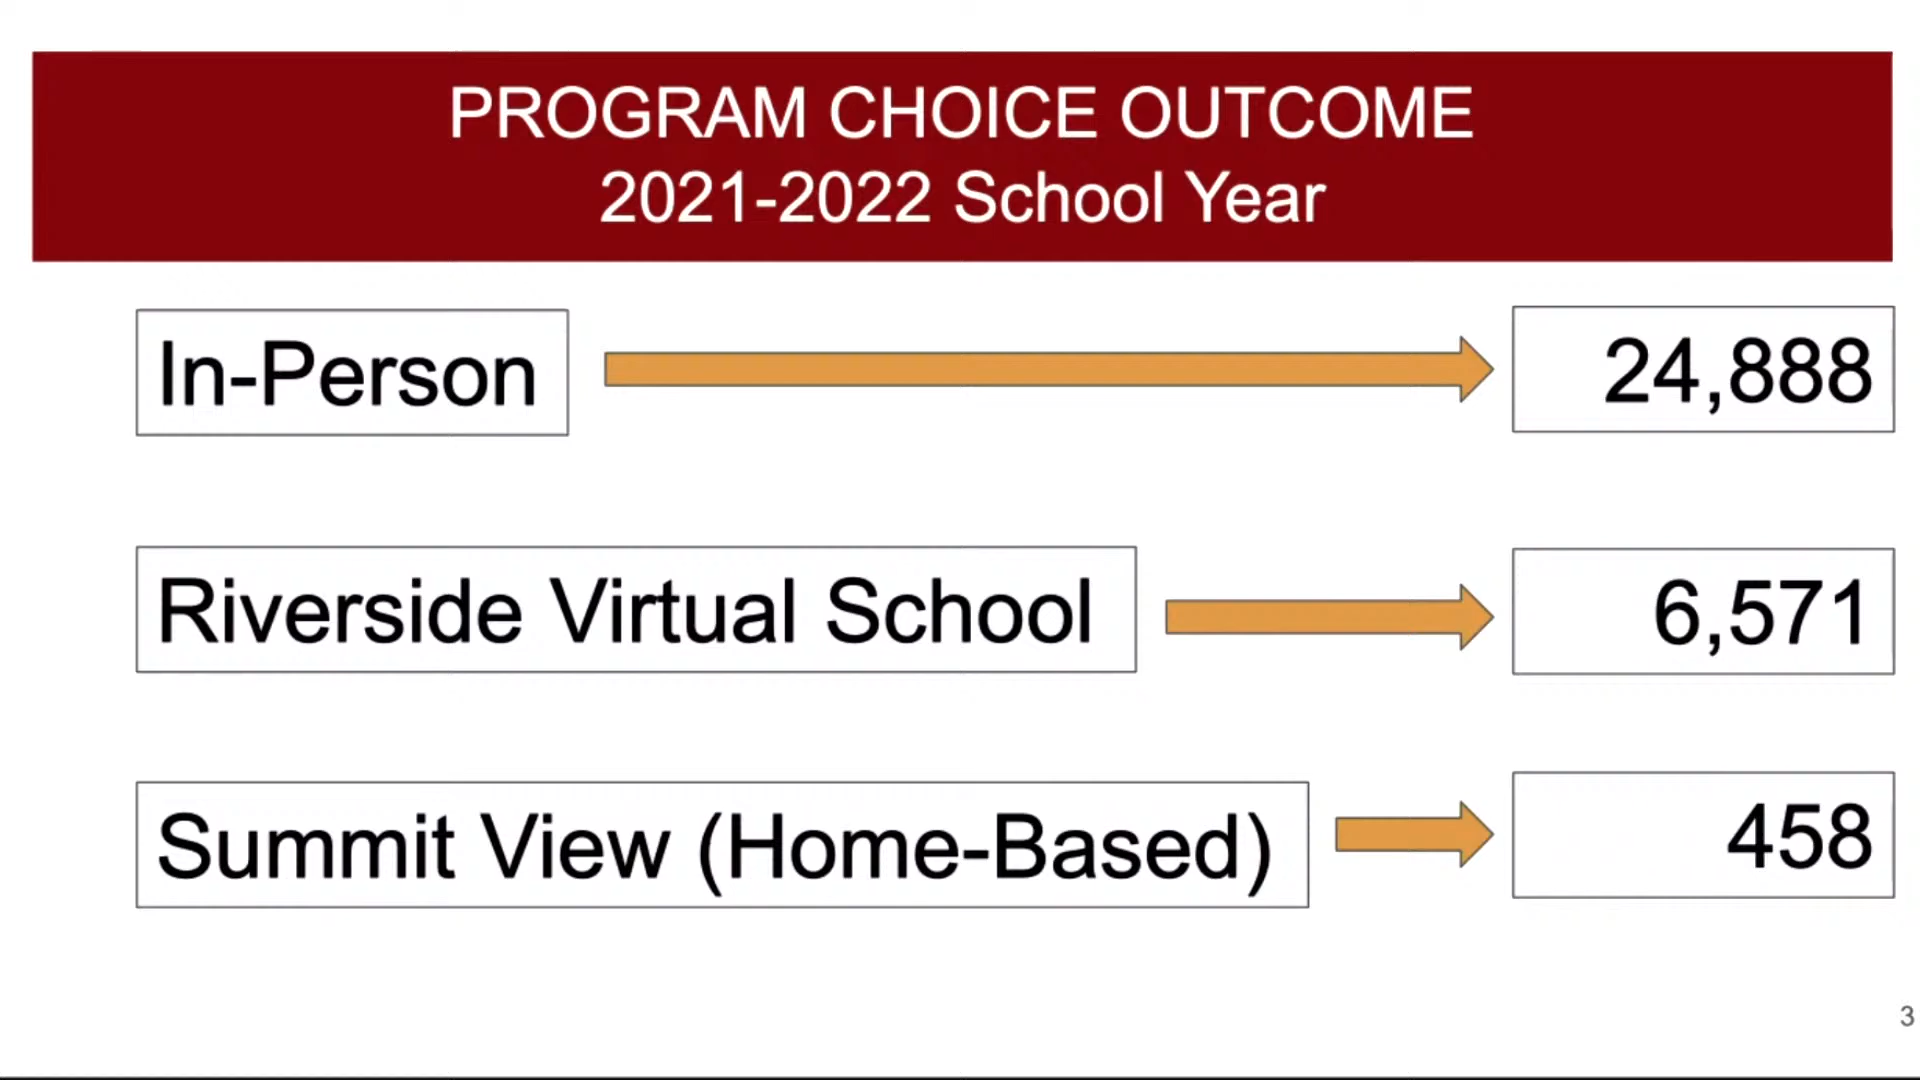 PROGRAM CHOICE OUTCOME
2021-2022 School Year
In-Person
24,888
Riverside Virtual School
6,571
Summit View (Home-Based)
458
3